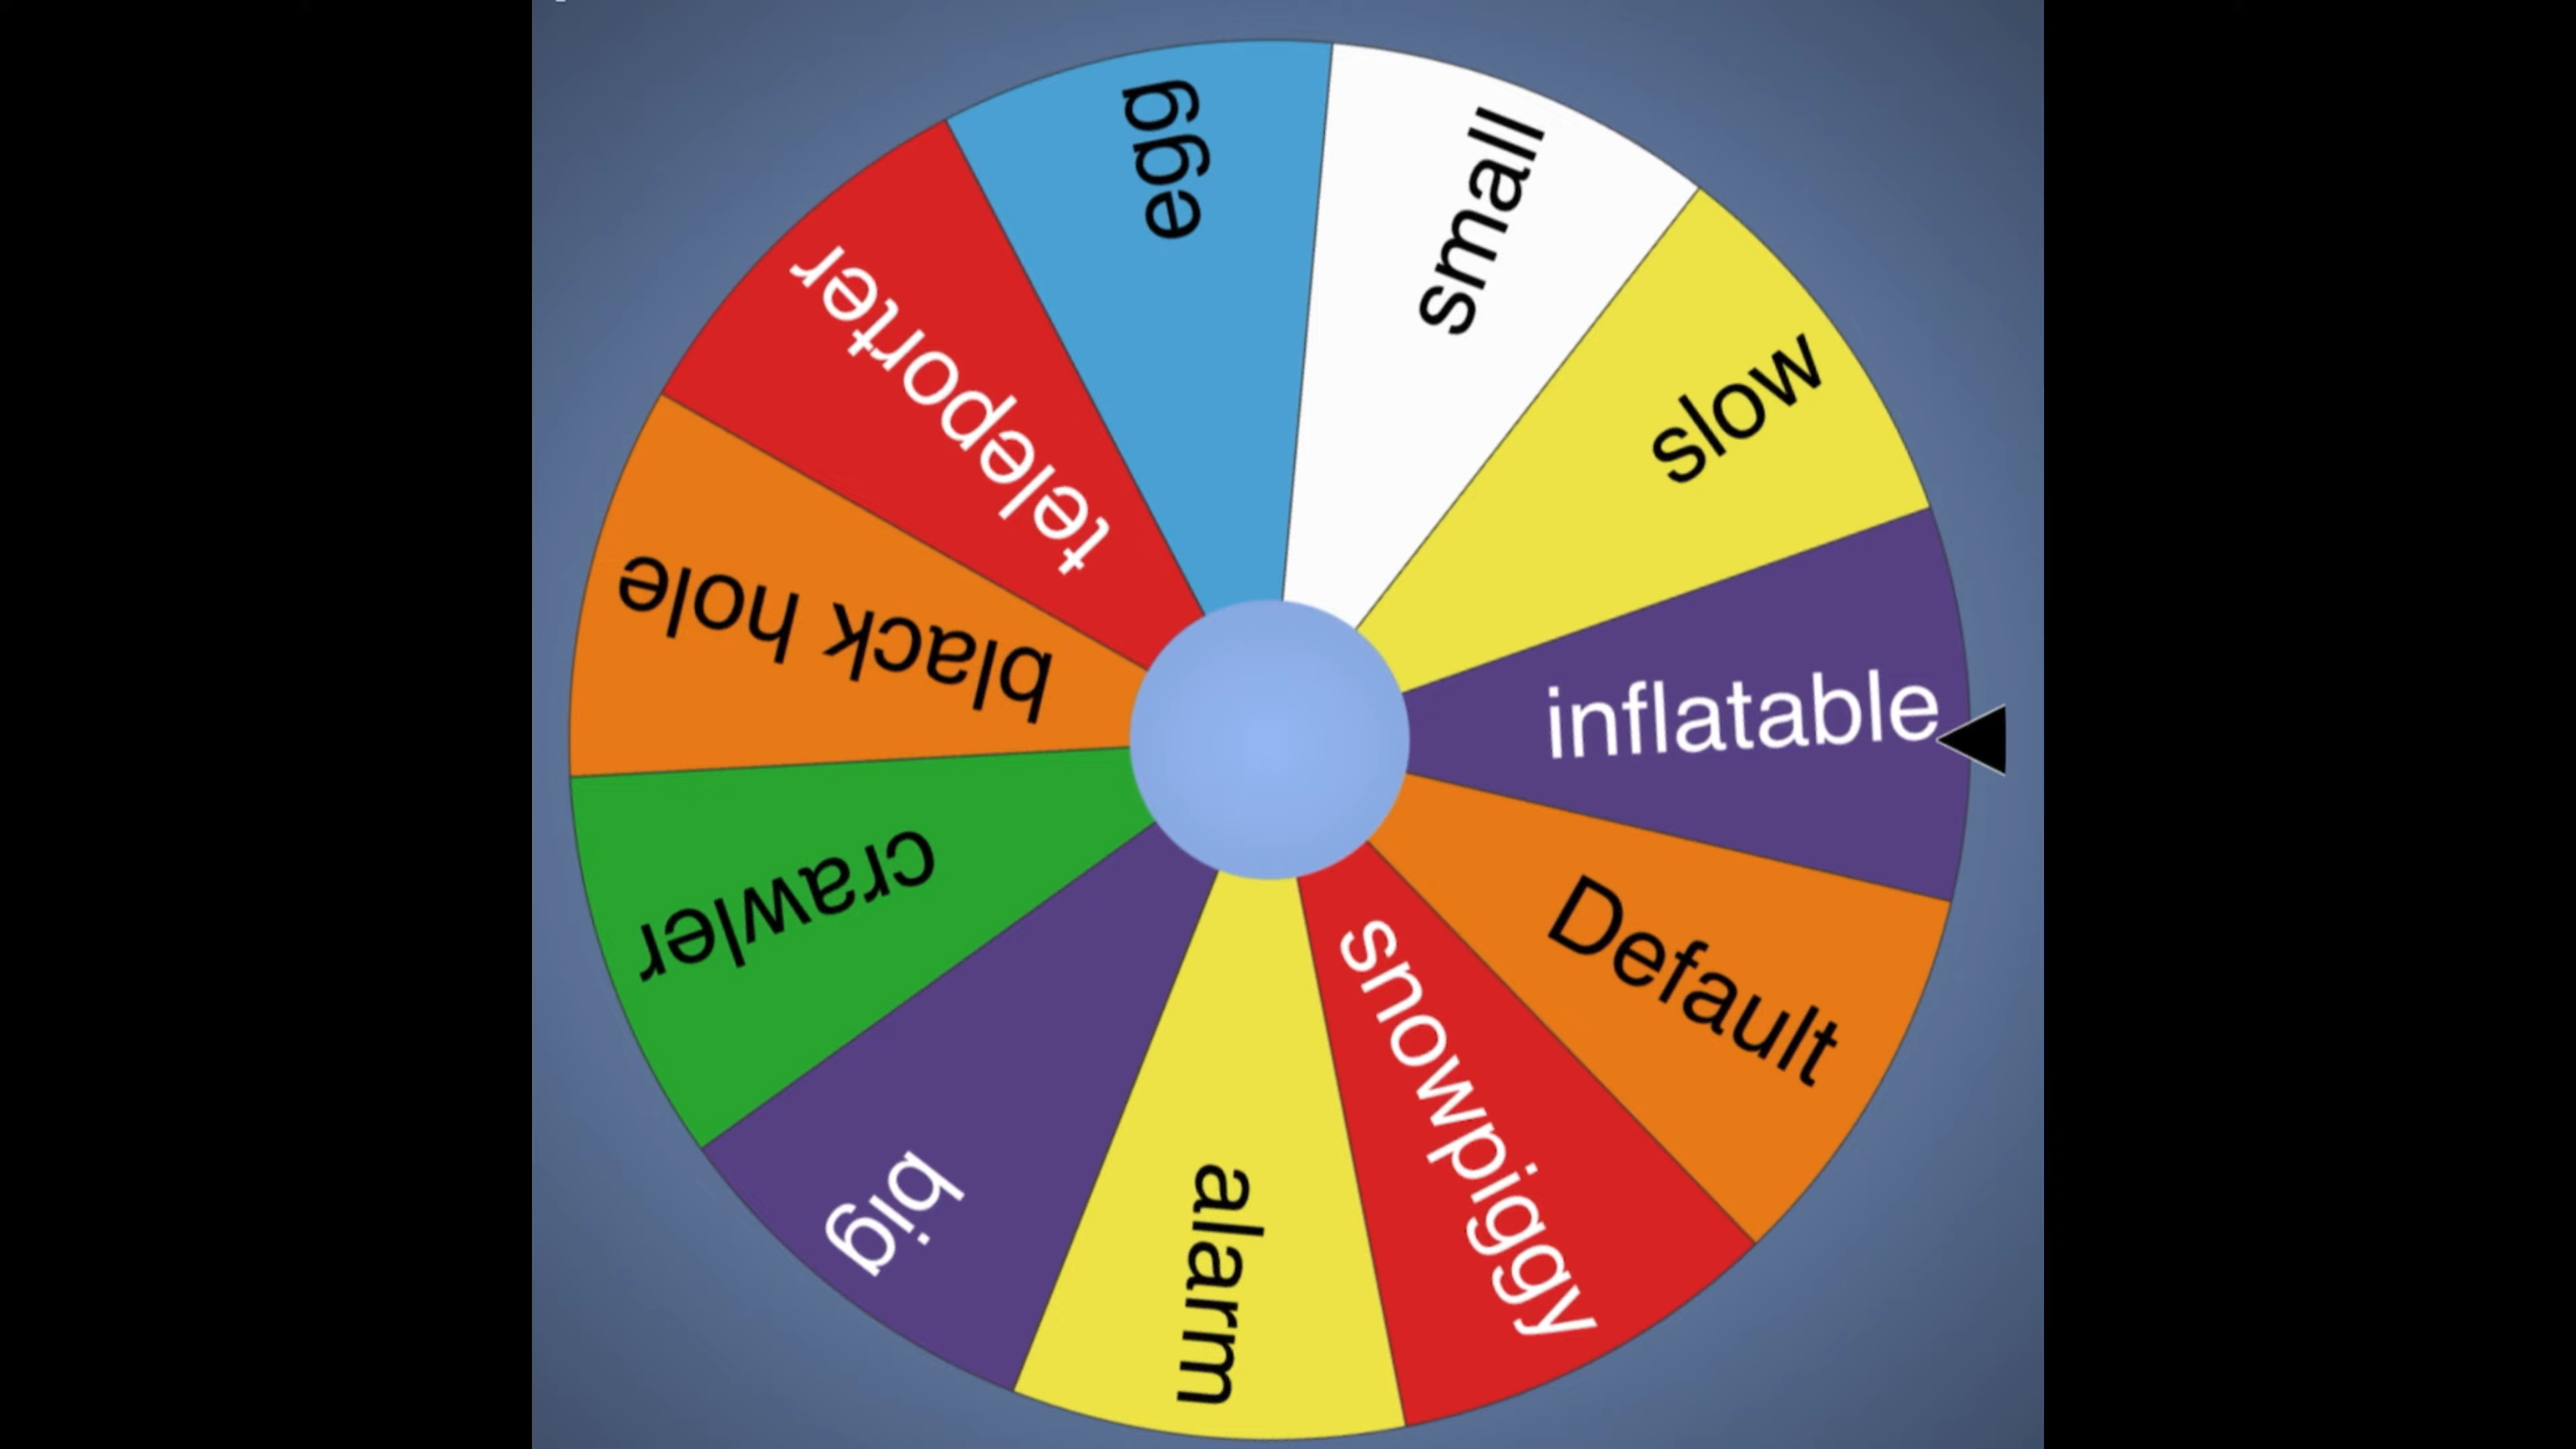 egg
small
slow
inflatable
Default
snowpiggy
alarm
big
crawler
black hole
teleporter